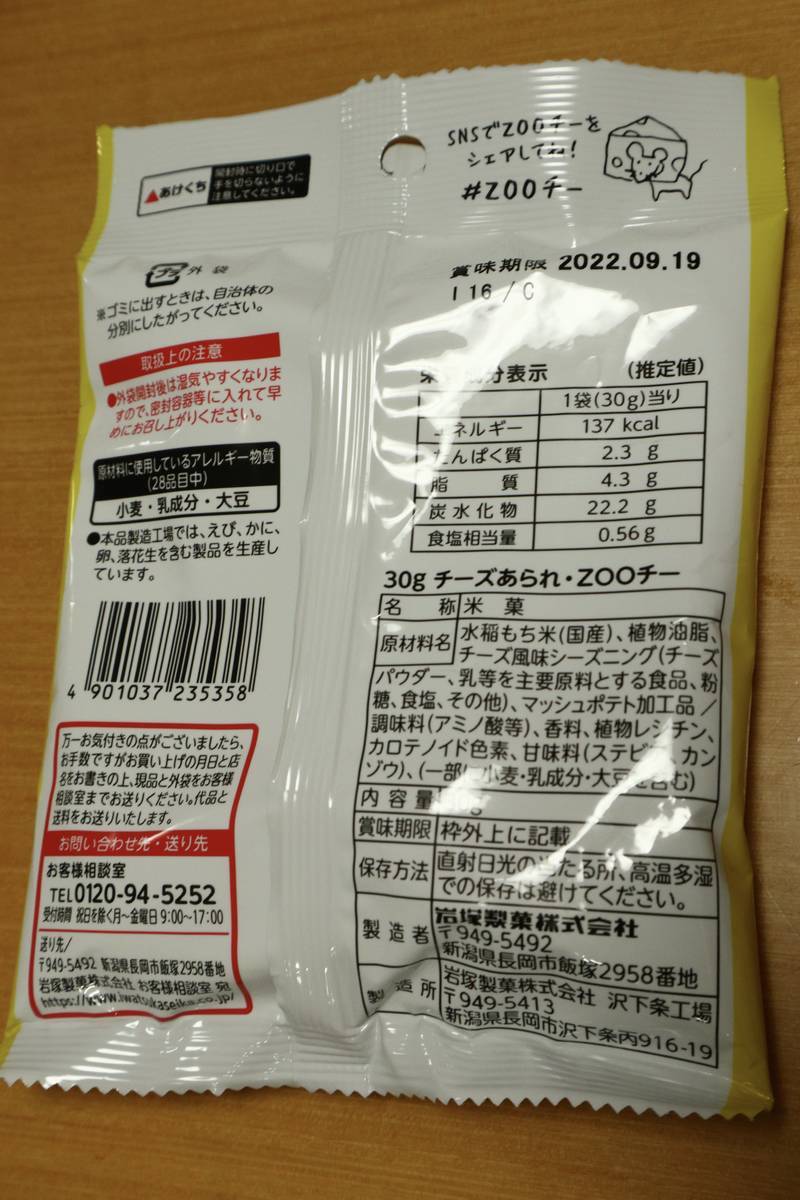 SNSでZOOチーを
シェアしてね!
#ZOOチー
▲あけくち
開封時に切り口で
手を切らないように
注意してください。
プラ 外袋
※ゴミに出すときは、自治体の
分別にしたがってください。
取扱上の注意
●外袋開封後は湿気やすくなりま
すので、密封容器等に入れて早
めにお召し上がりください。
原材料に使用しているアレルギー物質
(28品目中)
小麦・乳成分・大豆
●本品製造工場では、えび、かに、
卵、落花生を含む製品を生産し
ています。
4 901037 235358
万一お気付きの点がございましたら、
お手数ですがお買い上げの月日と店
名をお書きの上、現品と外袋をお客様
相談室までお送りください。代品と
送料をお送りいたします。
お問い合わせ先・送り先
お客様相談室
TEL0120-94-5252
受付時間 祝日を除く月~金曜日 9:00~17:00
送り先/
〒949-5492 新潟県長岡市飯塚2958番地
岩塚製菓株式会社 お客様相談室 宛
https://www.iwatsukaseika.co.jp/
賞味期限 2022.09.19
I 16 / C
分表示 (推定値)
1袋(30g)当り
エネルギー 137 kcal
たんぱく質 2.3 g
脂質 4.3 g
炭水化物 22.2 g
食塩相当量 0.56g
30g チーズあられ・ZOOチー
名称 米菓
原材料名 水稲もち米(国産)、植物油脂、
チーズ風味シーズニング(チーズ
パウダー、乳等を主要原料とする食品、粉
糖、食塩、その他)、マッシュポテト加工品/
調味料(アミノ酸等)、香料、植物レシチン、
カロテノイド色素、甘味料(ステビア、カン
ゾウ)、(一部に小麦・乳成分・大豆を含む)
内容量
賞味期限 枠外上に記載
保存方法 直射日光の当たる所、高温多湿
での保存は避けてください。
製造者 岩塚製菓株式会社
〒949-5492
新潟県長岡市飯塚2958番地
製造所 岩塚製菓株式会社 沢下条工場
〒949-5413
新潟県長岡市沢下条丙916-19